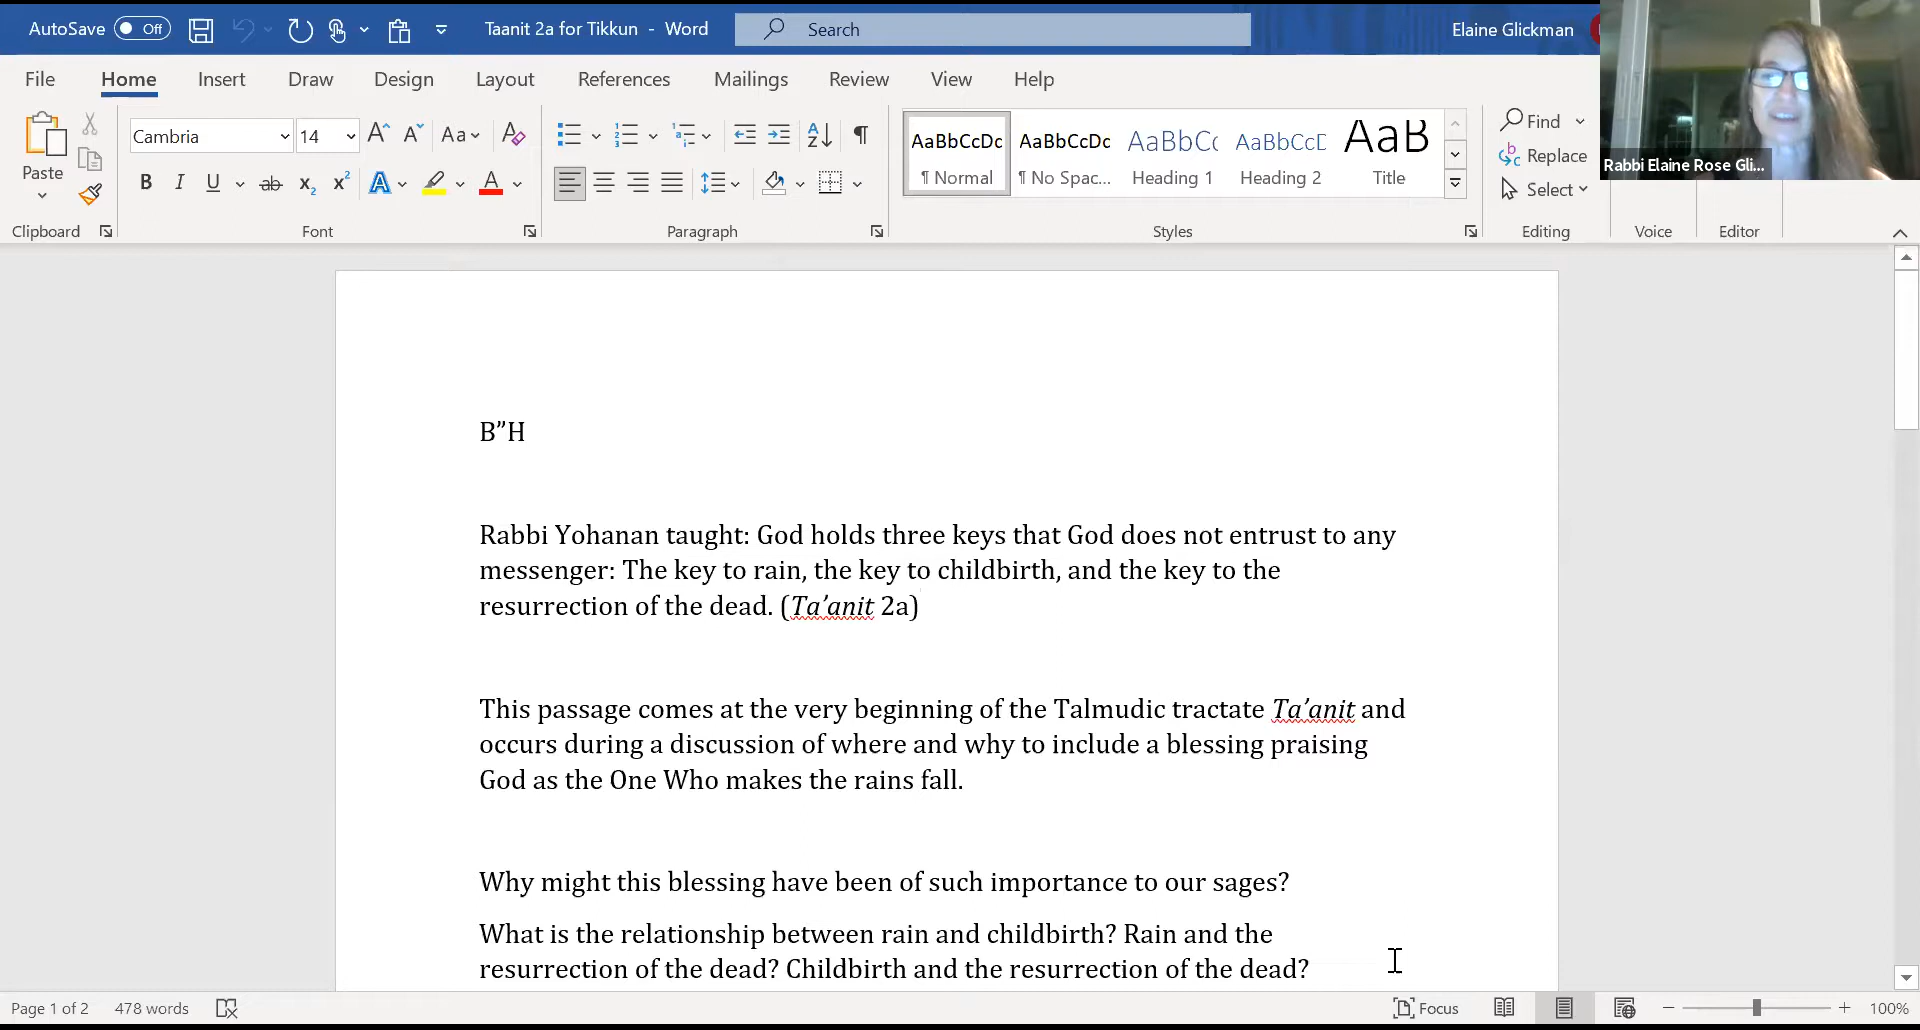 AutoSave Off Taanit 2a for Tikkun - Word Search Elaine Glickman
File Home Insert Draw Design Layout References Mailings Review View Help
Paste
Clipboard
Cambria 14 A A Aa A
B I U ab x₂ x² A A
Font
Paragraph
AaBbCcDc AaBbCcDc AaBbCc AaBbCcD AaB
¶ Normal ¶ No Spac... Heading 1 Heading 2 Title
Styles
Find
Replace
Select
Editing
Voice
Editor
Rabbi Elaine Rose Gli...
B”H
Rabbi Yohanan taught: God holds three keys that God does not entrust to any
messenger: The key to rain, the key to childbirth, and the key to the
resurrection of the dead. (Ta’anit 2a)
This passage comes at the very beginning of the Talmudic tractate Ta’anit and
occurs during a discussion of where and why to include a blessing praising
God as the One Who makes the rains fall.
Why might this blessing have been of such importance to our sages?
What is the relationship between rain and childbirth? Rain and the
resurrection of the dead? Childbirth and the resurrection of the dead?
Page 1 of 2 478 words Focus 100%